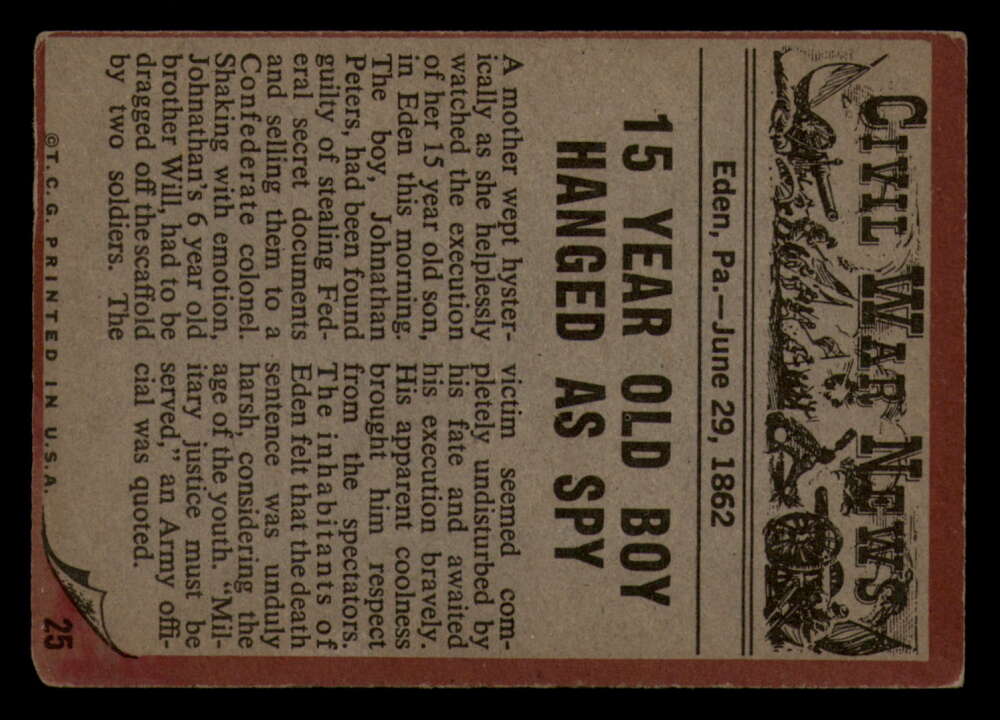 CIVIL WAR NEWS
Eden, Pa.—June 29, 1862
15 YEAR OLD BOY
HANGED AS SPY
A mother wept hyster-
ically as she helplessly
watched the execution
of her 15 year old son,
in Eden this morning.
The boy, Johnathan
Peters, had been found
guilty of stealing Fed-
eral secret documents
and selling them to a
Confederate colonel.
Shaking with emotion,
Johnathan's 6 year old
brother Will, had to be
dragged off the scaffold
by two soldiers. The
victim seemed com-
pletely undisturbed by
his fate and awaited
his execution bravely.
His apparent coolness
brought him respect
from the spectators.
The inhabitants of
Eden felt that the death
sentence was unduly
harsh, considering the
age of the youth. "Mil-
itary justice must be
served," an Army offi-
cial was quoted.
©T.C.G. PRINTED IN U.S.A.
25